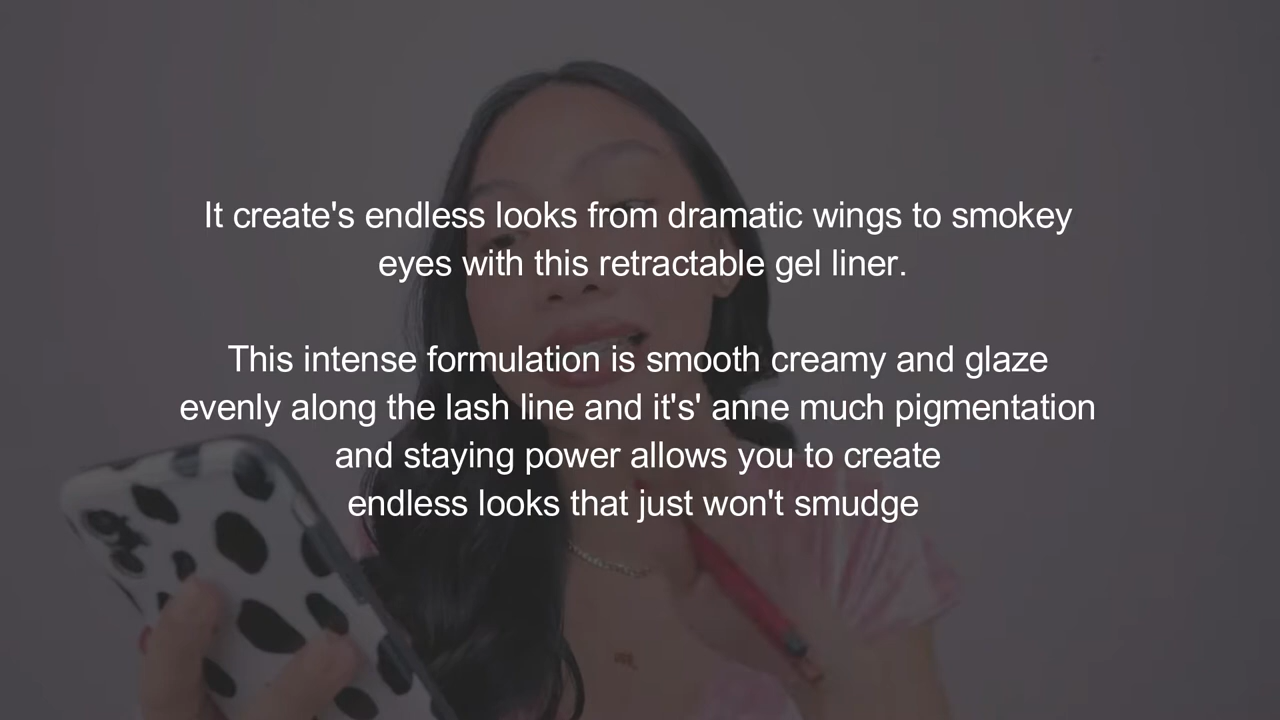 It create's endless looks from dramatic wings to smokey
eyes with this retractable gel liner.
This intense formulation is smooth creamy and glaze
evenly along the lash line and it's' anne much pigmentation
and staying power allows you to create
endless looks that just won't smudge